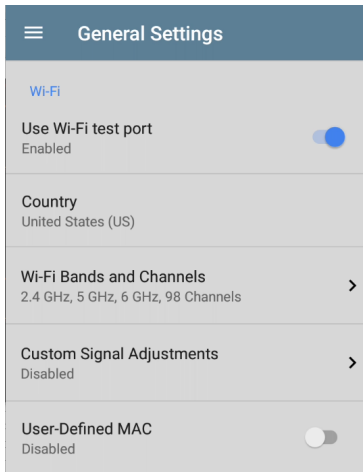 General Settings
Wi-Fi
Use Wi-Fi test port
Enabled
Country
United States (US)
Wi-Fi Bands and Channels
2.4 GHz, 5 GHz, 6 GHz, 98 Channels
Custom Signal Adjustments
Disabled
User-Defined MAC
Disabled